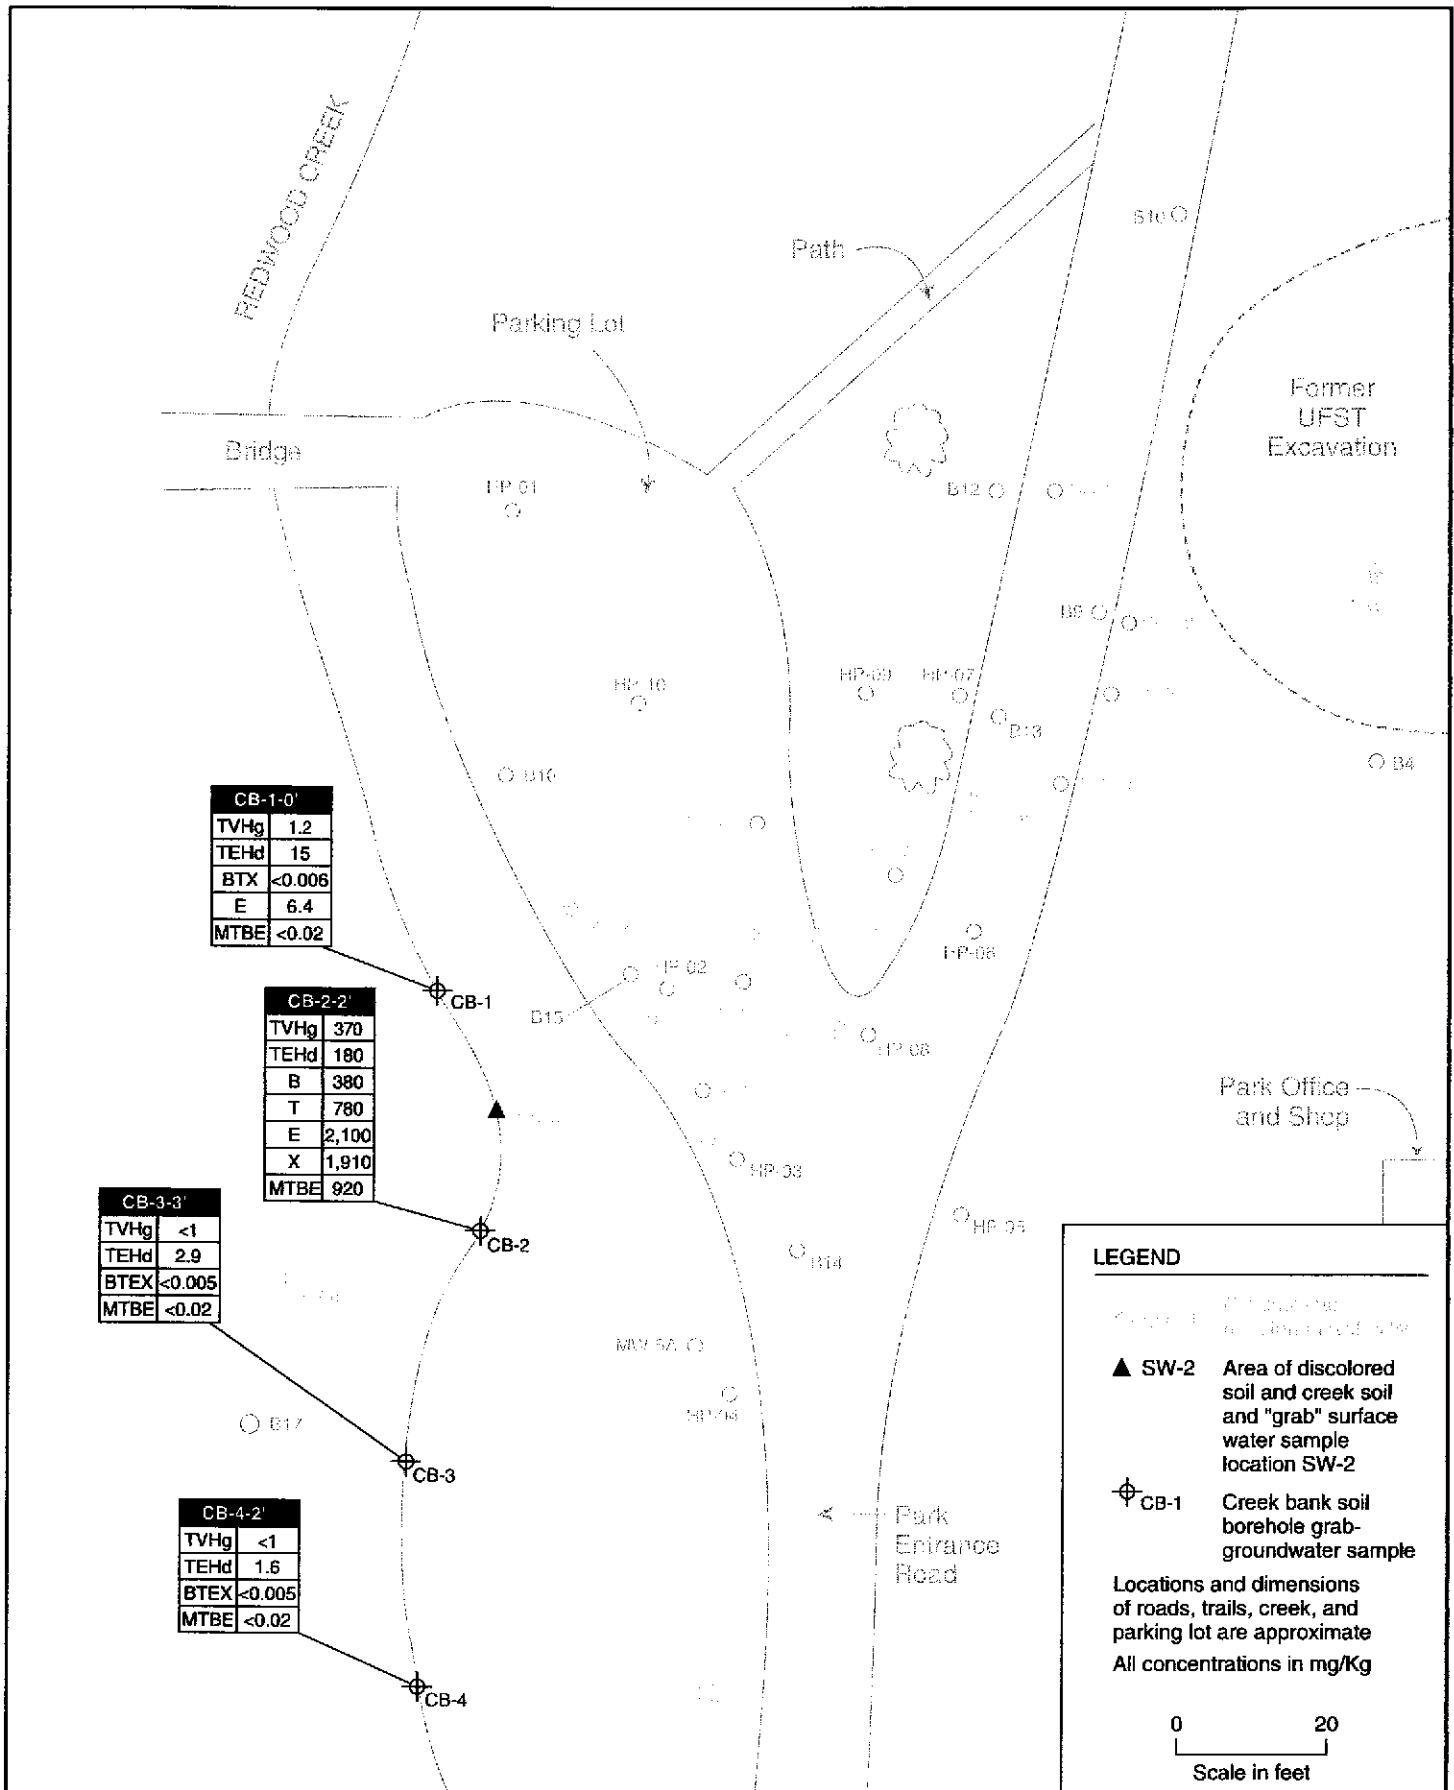 REDWOOD CREEK
Path
Parking Lot
Former
UFST
Excavation
Bridge
B12
HP-01
B9
HP-10
HP-09
HP-07
B13
B4
CB-1-0'
TVHg 1.2
TEHd 15
BTX <0.006
E 6.4
MTBE <0.02
HP-06
HP-02
CB-1
B15
HP-08
CB-2-2'
TVHg 370
TEHd 180
B 380
T 780
E 2,100
X 1,910
MTBE 920
Park Office
and Shop
HP-03
CB-3-3'
TVHg <1
TEHd 2.9
BTEX <0.005
MTBE <0.02
CB-2
HP-05
B14
B17
HP-04
CB-3
CB-4-2'
TVHg <1
TEHd 1.6
BTEX <0.005
MTBE <0.02
Park
Entrance
Road
CB-4
LEGEND
SW-2 Area of discolored
soil and creek soil
and "grab" surface
water sample
location SW-2
CB-1 Creek bank soil
borehole grab-
groundwater sample
Locations and dimensions
of roads, trails, creek, and
parking lot are approximate
All concentrations in mg/Kg
0 20
Scale in feet